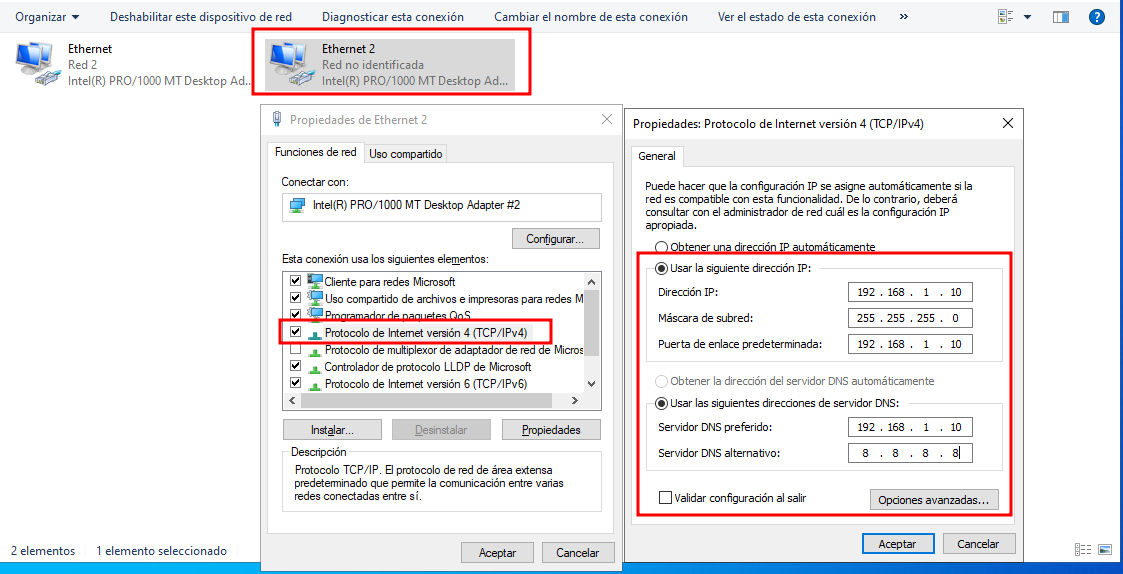 Organizar
Deshabilitar este dispositivo de red
Diagnosticar esta conexión
Cambiar el nombre de esta conexión
Ver el estado de esta conexión
»
?
Ethernet
Red 2
Intel(R) PRO/1000 MT Desktop Ad...
Ethernet 2
Red no identificada
Intel(R) PRO/1000 MT Desktop Ad...
Propiedades de Ethernet 2
Funciones de red
Uso compartido
Conectar con:
Intel(R) PRO/1000 MT Desktop Adapter #2
Configurar...
Esta conexión usa los siguientes elementos:
Cliente para redes Microsoft
Uso compartido de archivos e impresoras para redes M
Programador de paquetes QoS
Protocolo de Internet versión 4 (TCP/IPv4)
Protocolo de multiplexor de adaptador de red de Micros
Controlador de protocolo LLDP de Microsoft
Protocolo de Internet versión 6 (TCP/IPv6)
Instalar...
Desinstalar
Propiedades
Descripción
Protocolo TCP/IP. El protocolo de red de área extensa
predeterminado que permite la comunicación entre varias
redes conectadas entre sí.
Aceptar
Cancelar
Propiedades: Protocolo de Internet versión 4 (TCP/IPv4)
General
Puede hacer que la configuración IP se asigne automáticamente si la
red es compatible con esta funcionalidad. De lo contrario, deberá
consultar con el administrador de red cuál es la configuración IP
apropiada.
Obtener una dirección IP automáticamente
Usar la siguiente dirección IP:
Dirección IP: 192 . 168 . 1 . 10
Máscara de subred: 255 . 255 . 255 . 0
Puerta de enlace predeterminada: 192 . 168 . 1 . 10
Obtener la dirección del servidor DNS automáticamente
Usar las siguientes direcciones de servidor DNS:
Servidor DNS preferido: 192 . 168 . 1 . 10
Servidor DNS alternativo: 8 . 8 . 8 . 8
Validar configuración al salir
Opciones avanzadas...
Aceptar
Cancelar
2 elementos
1 elemento seleccionado